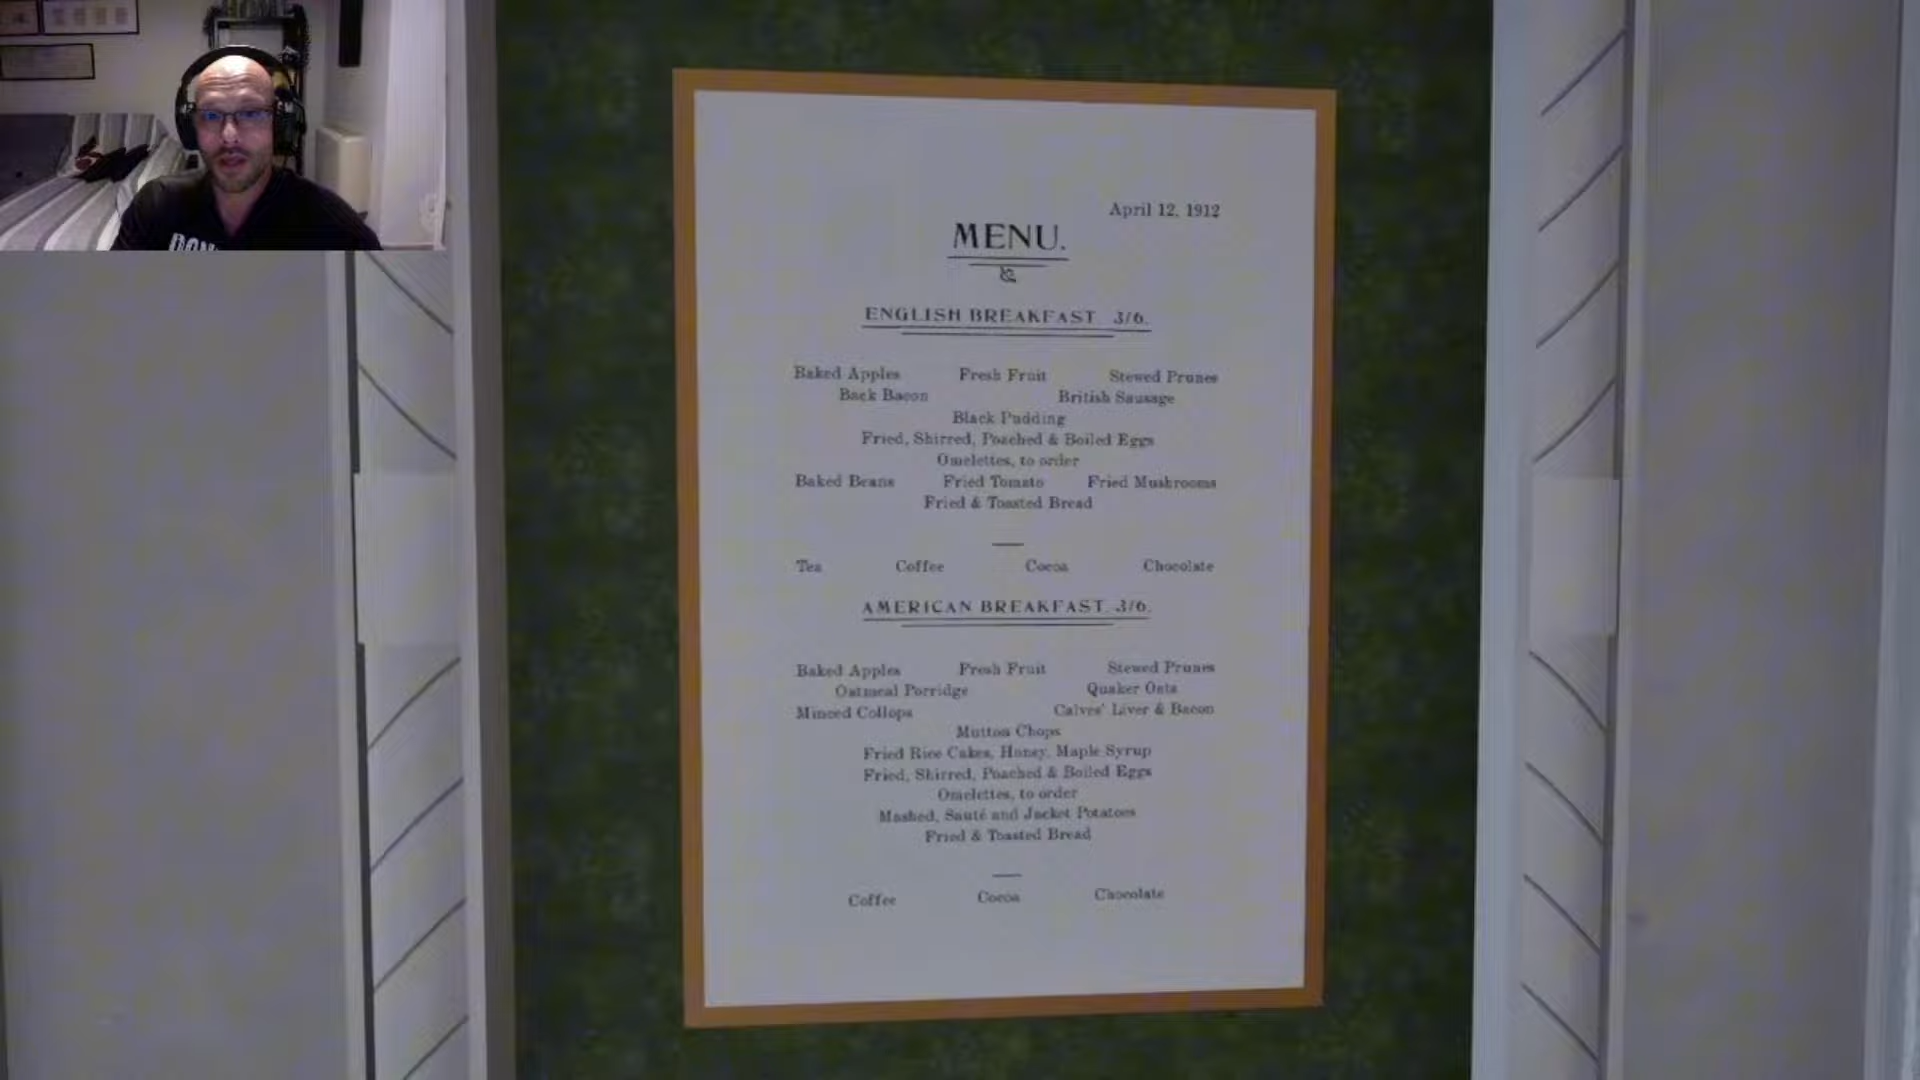 April 12, 1912
MENU.
ENGLISH BREAKFAST 3/6.
Baked Apples Fresh Fruit Stewed Prunes
Back Bacon British Sausage
Black Pudding
Fried, Shirred, Poached & Boiled Eggs
Omelettes, to order
Baked Beans Fried Tomato Fried Mushrooms
Fried & Toasted Bread
Tea Coffee Cocoa Chocolate
AMERICAN BREAKFAST 3/6.
Baked Apples Fresh Fruit Stewed Prunes
Oatmeal Porridge Quaker Oats
Minced Collops Calves' Liver & Bacon
Mutton Chops
Fried Rice Cakes, Honey, Maple Syrup
Fried, Shirred, Poached & Boiled Eggs
Omelettes, to order
Mashed, Sauté and Jacket Potatoes
Fried & Toasted Bread
Coffee Cocoa Chocolate